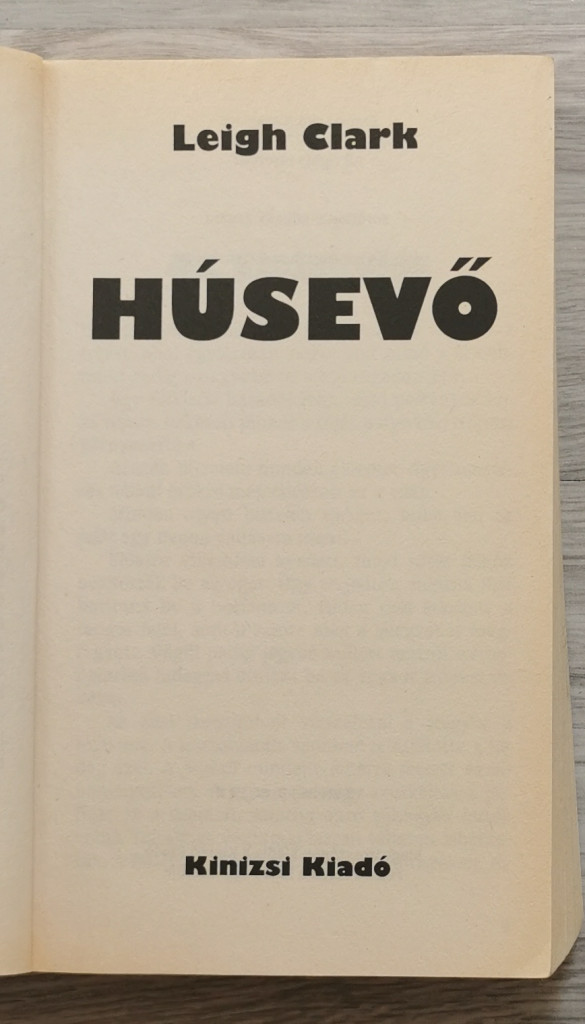 Leigh Clark
HÚSEVŐ
Kinizsi Kiadó